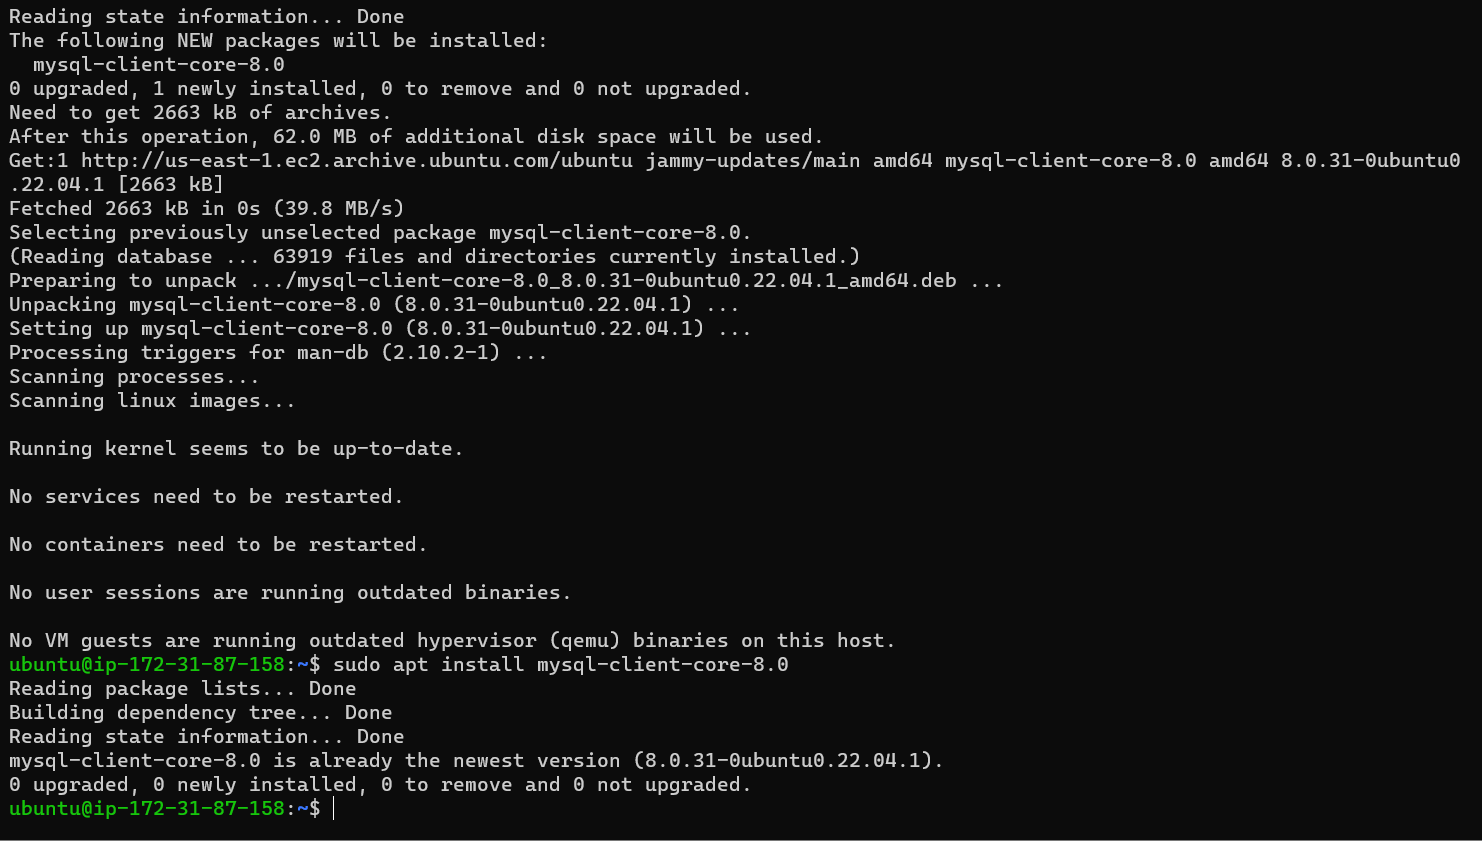 Reading state information... Done
The following NEW packages will be installed:
  mysql-client-core-8.0
0 upgraded, 1 newly installed, 0 to remove and 0 not upgraded.
Need to get 2663 kB of archives.
After this operation, 62.0 MB of additional disk space will be used.
Get:1 http://us-east-1.ec2.archive.ubuntu.com/ubuntu jammy-updates/main amd64 mysql-client-core-8.0 amd64 8.0.31-0ubuntu0
.22.04.1 [2663 kB]
Fetched 2663 kB in 0s (39.8 MB/s)
Selecting previously unselected package mysql-client-core-8.0.
(Reading database ... 63919 files and directories currently installed.)
Preparing to unpack .../mysql-client-core-8.0_8.0.31-0ubuntu0.22.04.1_amd64.deb ...
Unpacking mysql-client-core-8.0 (8.0.31-0ubuntu0.22.04.1) ...
Setting up mysql-client-core-8.0 (8.0.31-0ubuntu0.22.04.1) ...
Processing triggers for man-db (2.10.2-1) ...
Scanning processes...
Scanning linux images...

Running kernel seems to be up-to-date.

No services need to be restarted.

No containers need to be restarted.

No user sessions are running outdated binaries.

No VM guests are running outdated hypervisor (qemu) binaries on this host.
ubuntu@ip-172-31-87-158:~$ sudo apt install mysql-client-core-8.0
Reading package lists... Done
Building dependency tree... Done
Reading state information... Done
mysql-client-core-8.0 is already the newest version (8.0.31-0ubuntu0.22.04.1).
0 upgraded, 0 newly installed, 0 to remove and 0 not upgraded.
ubuntu@ip-172-31-87-158:~$